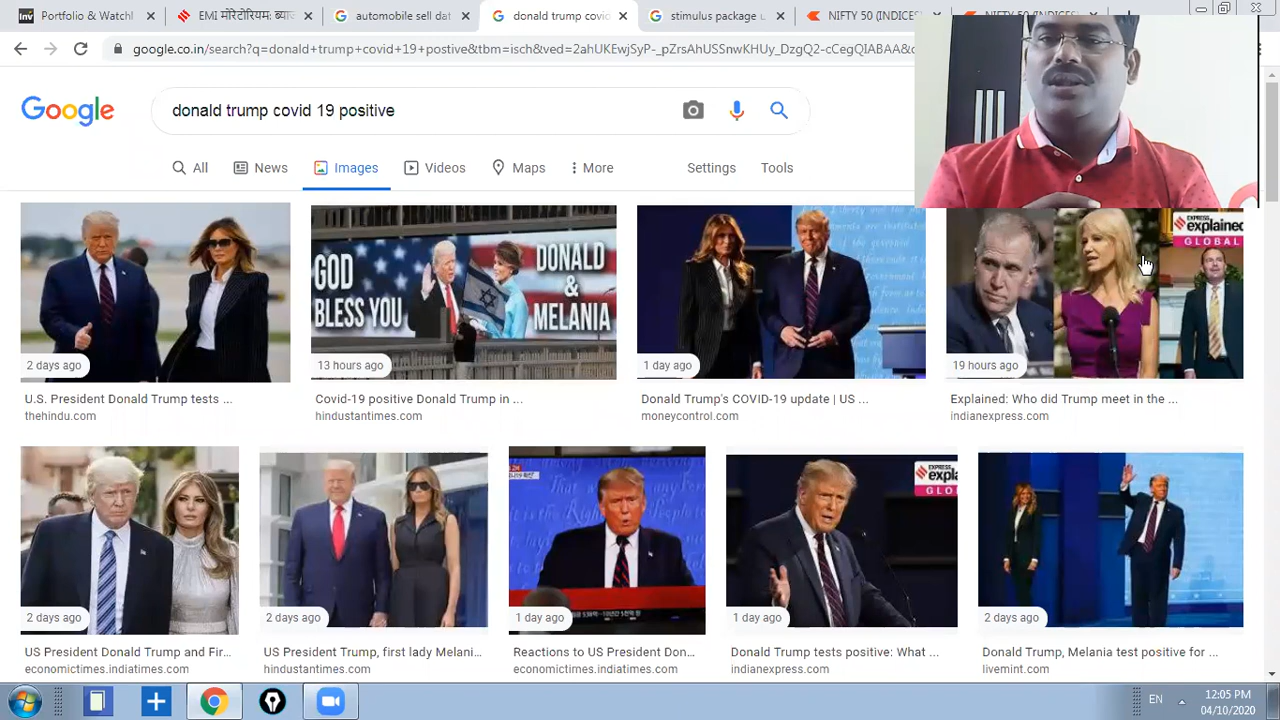 Portfolio & Watchl
EMI मोरेटोरियम, ब्याज
automobile sell dat
donald trump covid
stimulus package u
NIFTY 50 (INDICES
NIFTY 50 (INDICES)
google.co.in/search?q=donald+trump+covid+19+postive&tbm=isch&ved=2ahUKEwjSyP-_pZrsAhUSSnwKHUy_DzgQ2-cCegQIABAA&
Google
donald trump covid 19 positive
All
News
Images
Videos
Maps
More
Settings
Tools
GOD BLESS YOU
DONALD & MELANIA
EXPRESS explained
GLOBAL
2 days ago
13 hours ago
1 day ago
19 hours ago
U.S. President Donald Trump tests ...
thehindu.com
Covid-19 positive Donald Trump in ...
hindustantimes.com
Donald Trump's COVID-19 update | US ...
moneycontrol.com
Explained: Who did Trump meet in the ...
indianexpress.com
2 days ago
2 days ago
1 day ago
1 day ago
2 days ago
US President Donald Trump and Fir...
economictimes.indiatimes.com
US President Trump, first lady Melani...
hindustantimes.com
Reactions to US President Don...
economictimes.indiatimes.com
Donald Trump tests positive: What ...
indianexpress.com
Donald Trump, Melania test positive for ...
livemint.com
EN
12:05 PM
04/10/2020